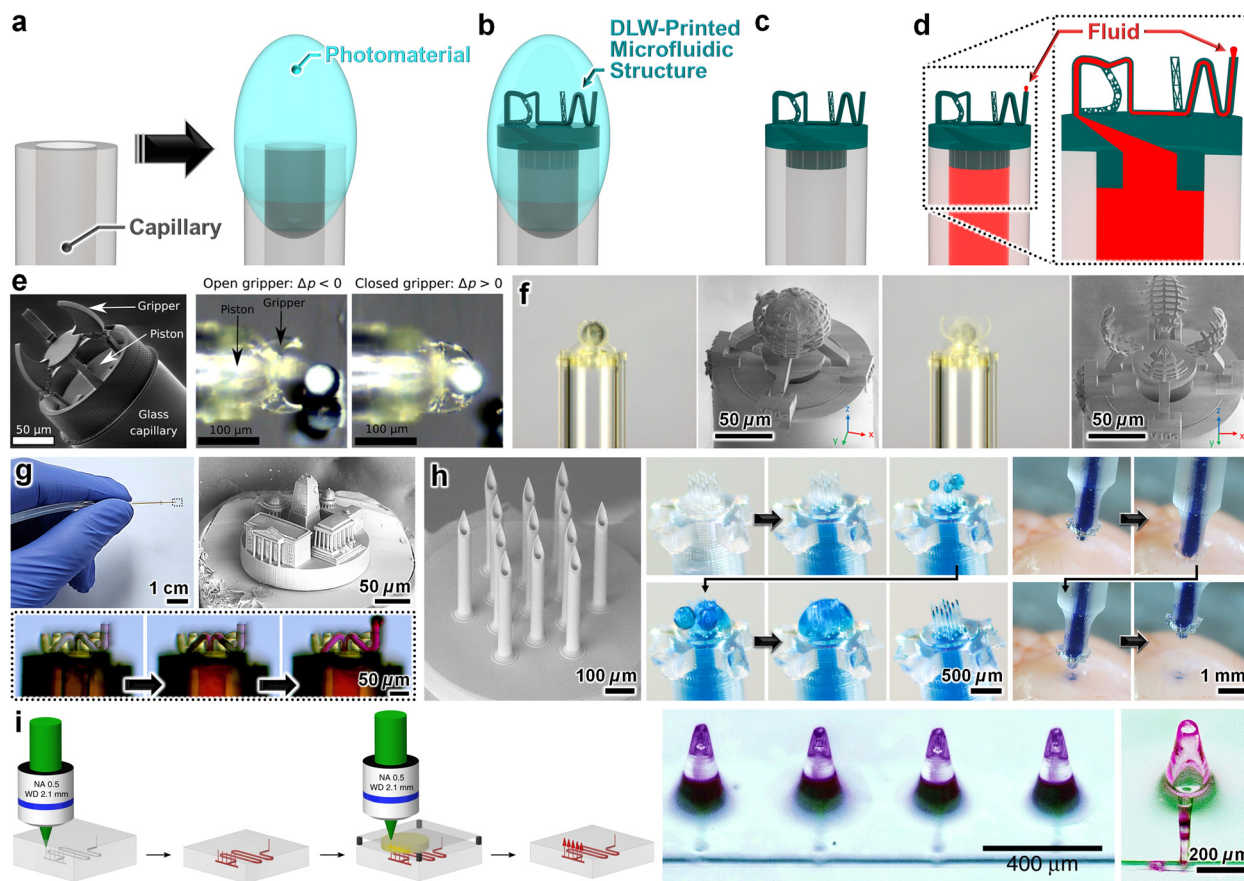 a
b
c
d
Photomaterial
Capillary
DLW-Printed
Microfluidic
Structure
Fluid
e
Gripper
Piston
Glass
capillary
50 µm
Open gripper: Δp < 0
Piston
Gripper
100 µm
Closed gripper: Δp > 0
100 µm
f
50 µm
z
x
y
50 µm
z
x
y
g
1 cm
50 µm
50 µm
h
100 µm
500 µm
1 mm
i
NA 0.5
WD 2.1 mm
NA 0.5
WD 2.1 mm
400 µm
200 µm